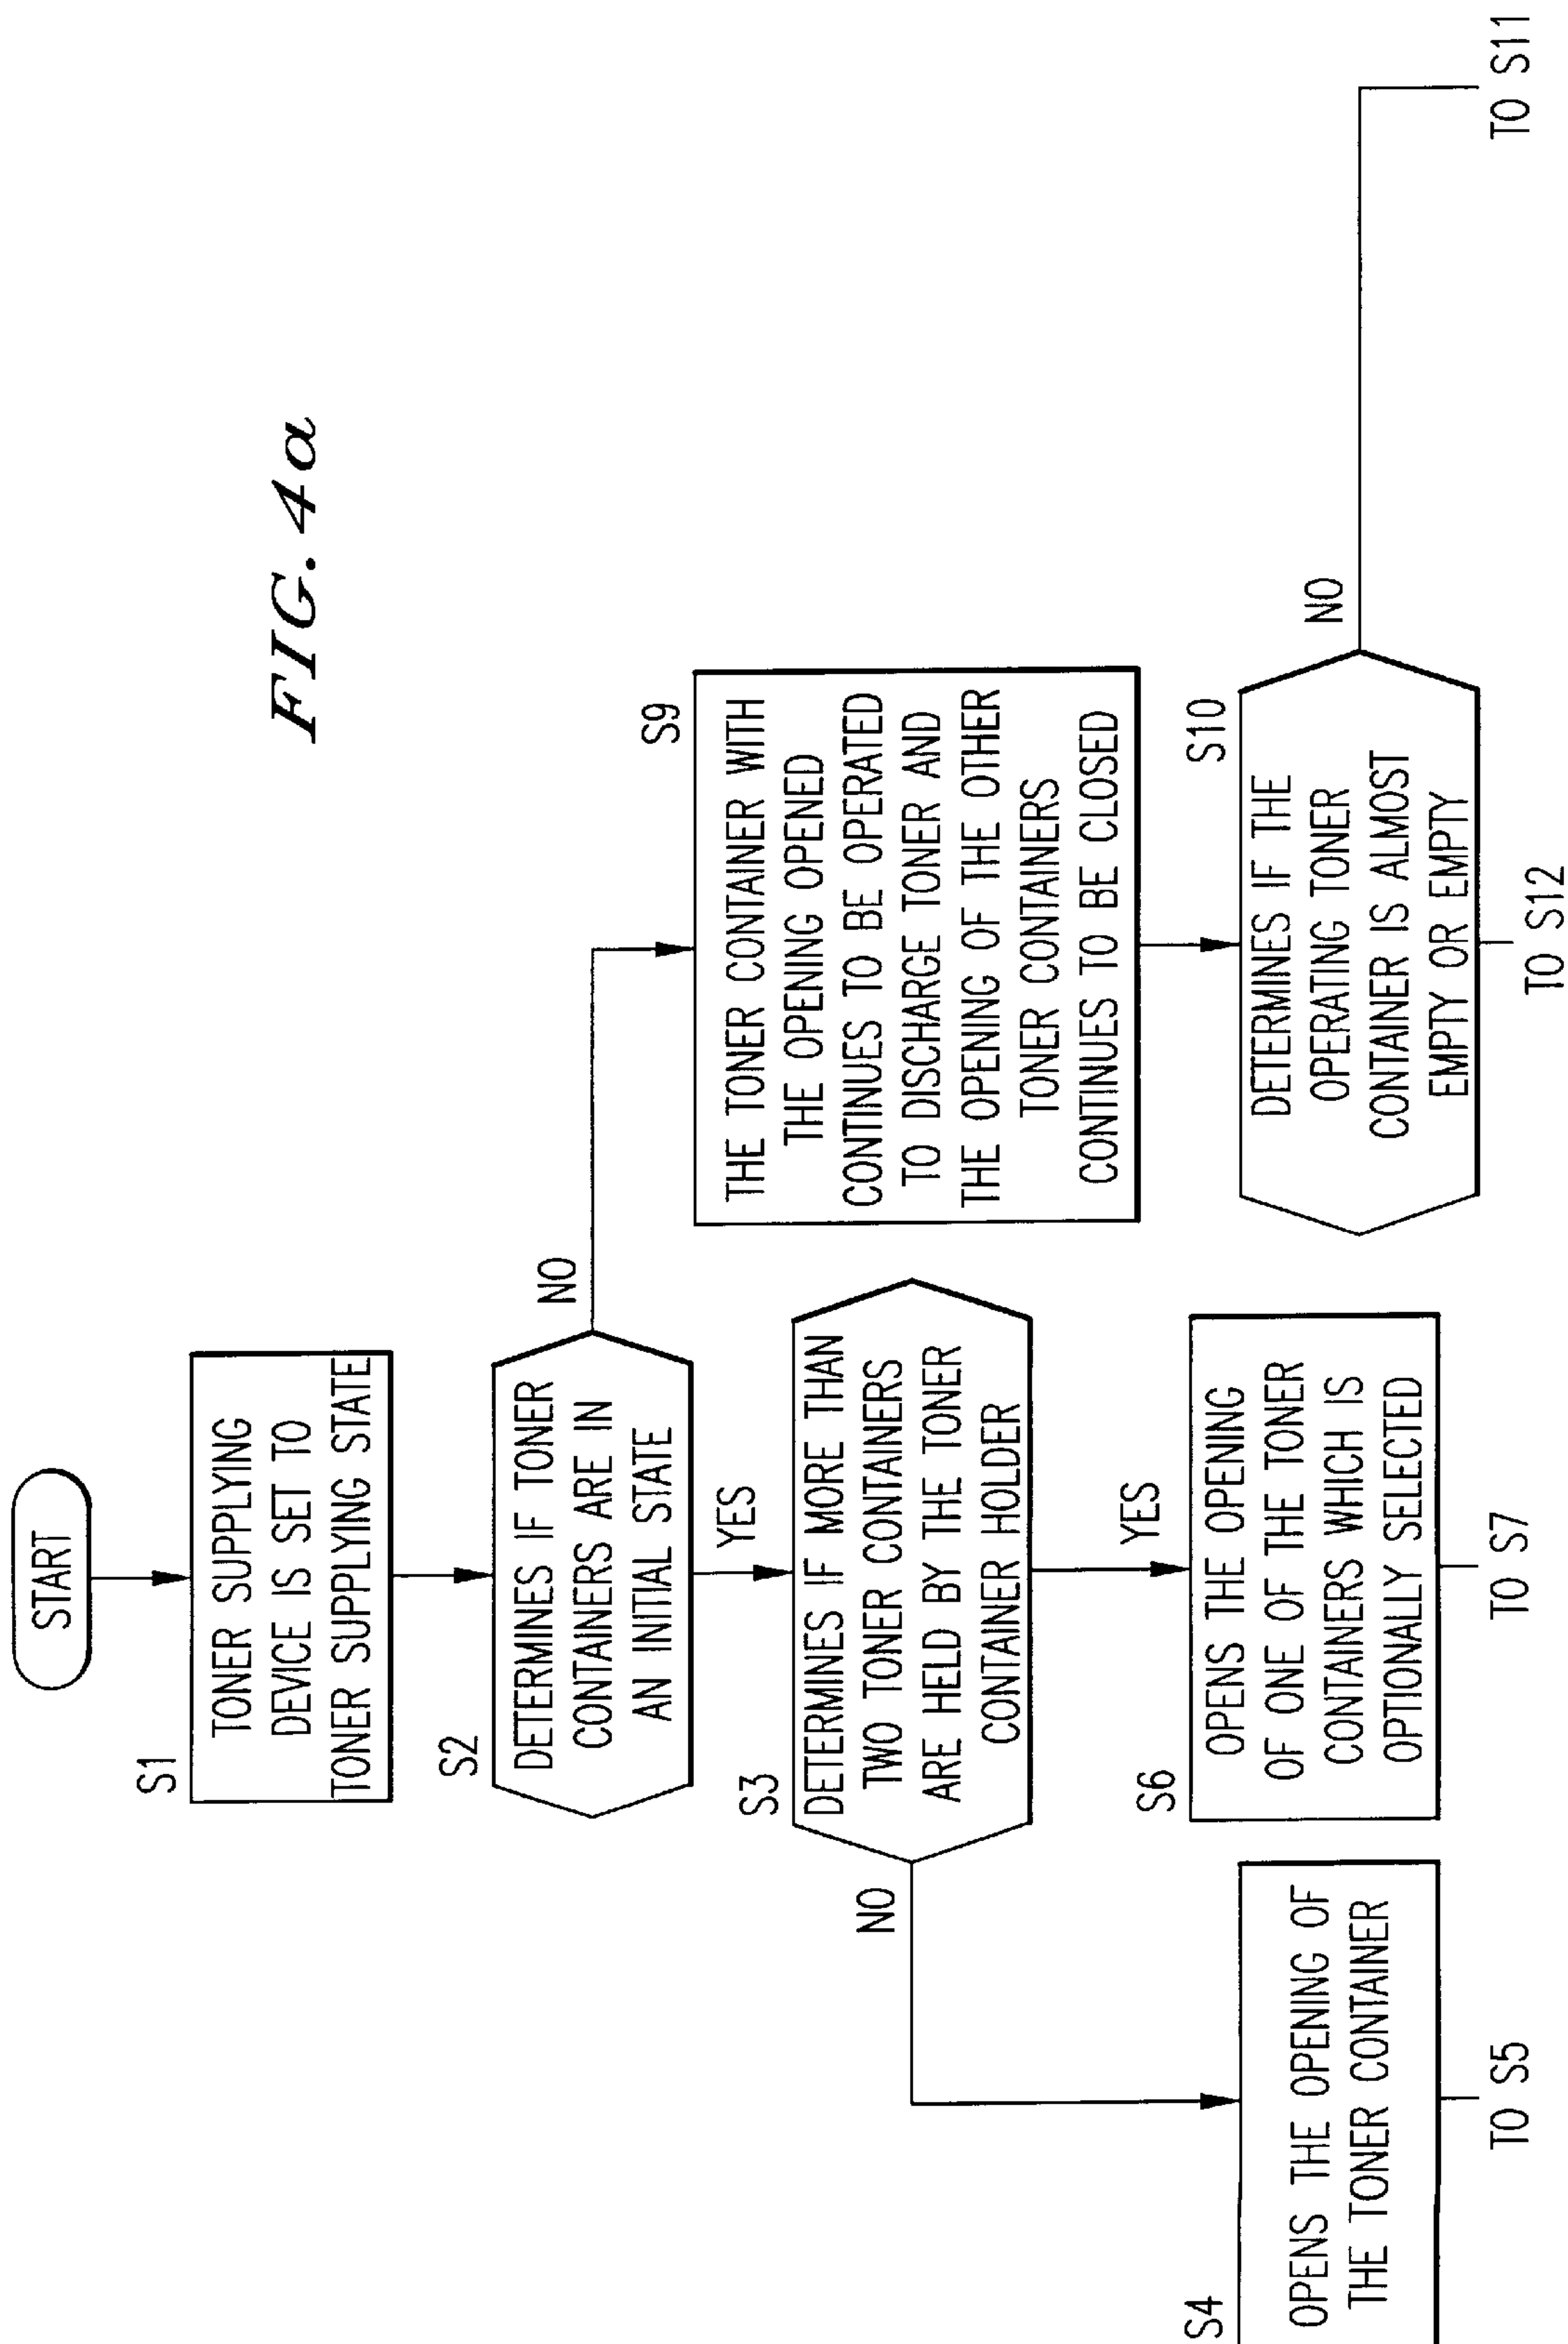 FIG. 4a
START
S1
TONER SUPPLYING
DEVICE IS SET TO
TONER SUPPLYING STATE
S2
DETERMINES IF TONER
CONTAINERS ARE IN
AN INITIAL STATE
NO
YES
S3
DETERMINES IF MORE THAN
TWO TONER CONTAINERS
ARE HELD BY THE TONER
CONTAINER HOLDER
NO
YES
S4
OPENS THE OPENING OF
THE TONER CONTAINER
TO S5
S6
OPENS THE OPENING
OF ONE OF THE TONER
CONTAINERS WHICH IS
OPTIONALLY SELECTED
TO S7
S9
THE TONER CONTAINER WITH
THE OPENING OPENED
CONTINUES TO BE OPERATED
TO DISCHARGE TONER AND
THE OPENING OF THE OTHER
TONER CONTAINERS
CONTINUES TO BE CLOSED
S10
DETERMINES IF THE
OPERATING TONER
CONTAINER IS ALMOST
EMPTY OR EMPTY
NO
TO S12
TO S11